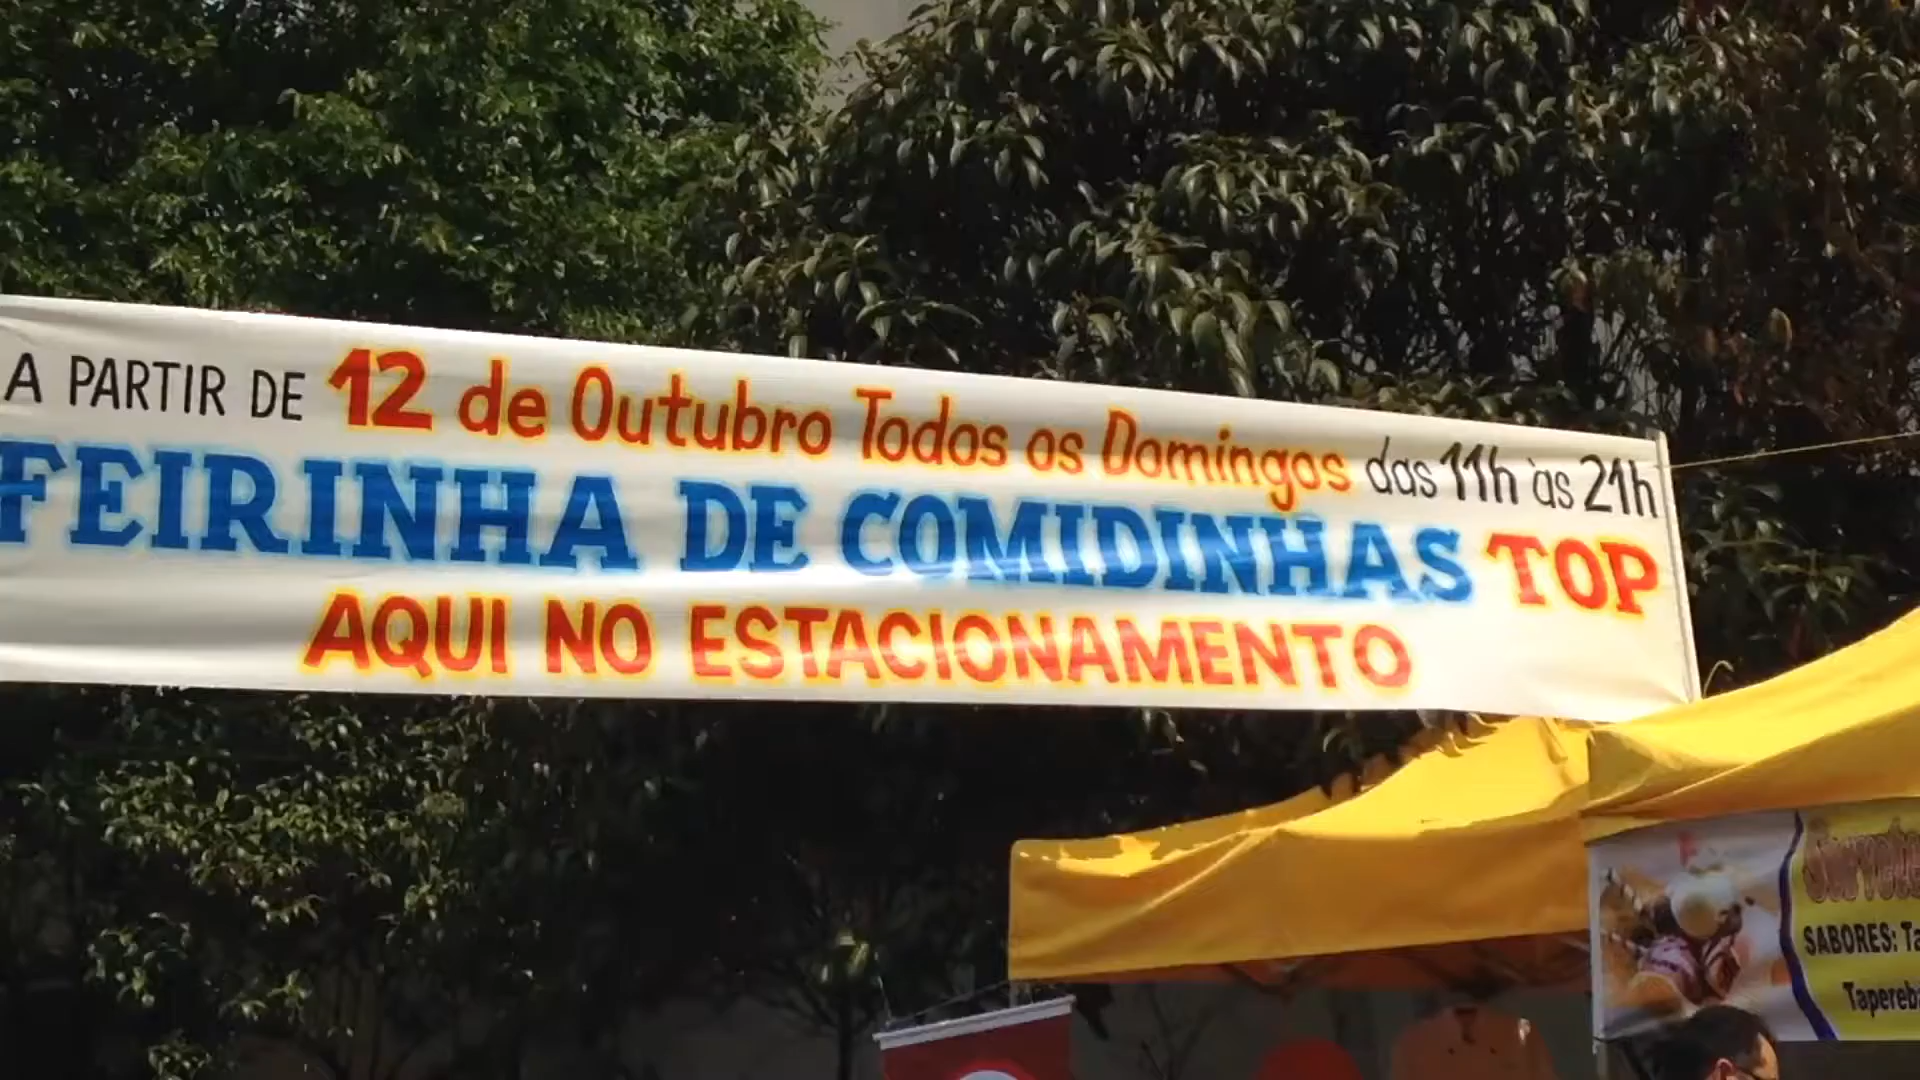 A PARTIR DE 12 de Outubro Todos os Domingos das 11h às 21h
FEIRINHA DE COMIDINHAS TOP
AQUI NO ESTACIONAMENTO
SABORES: